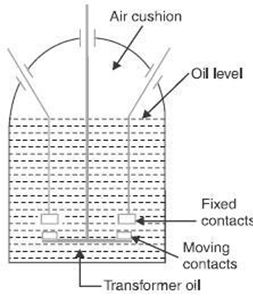 Air cushion
Oil level
Fixed
contacts
Moving
contacts
Transformer oil